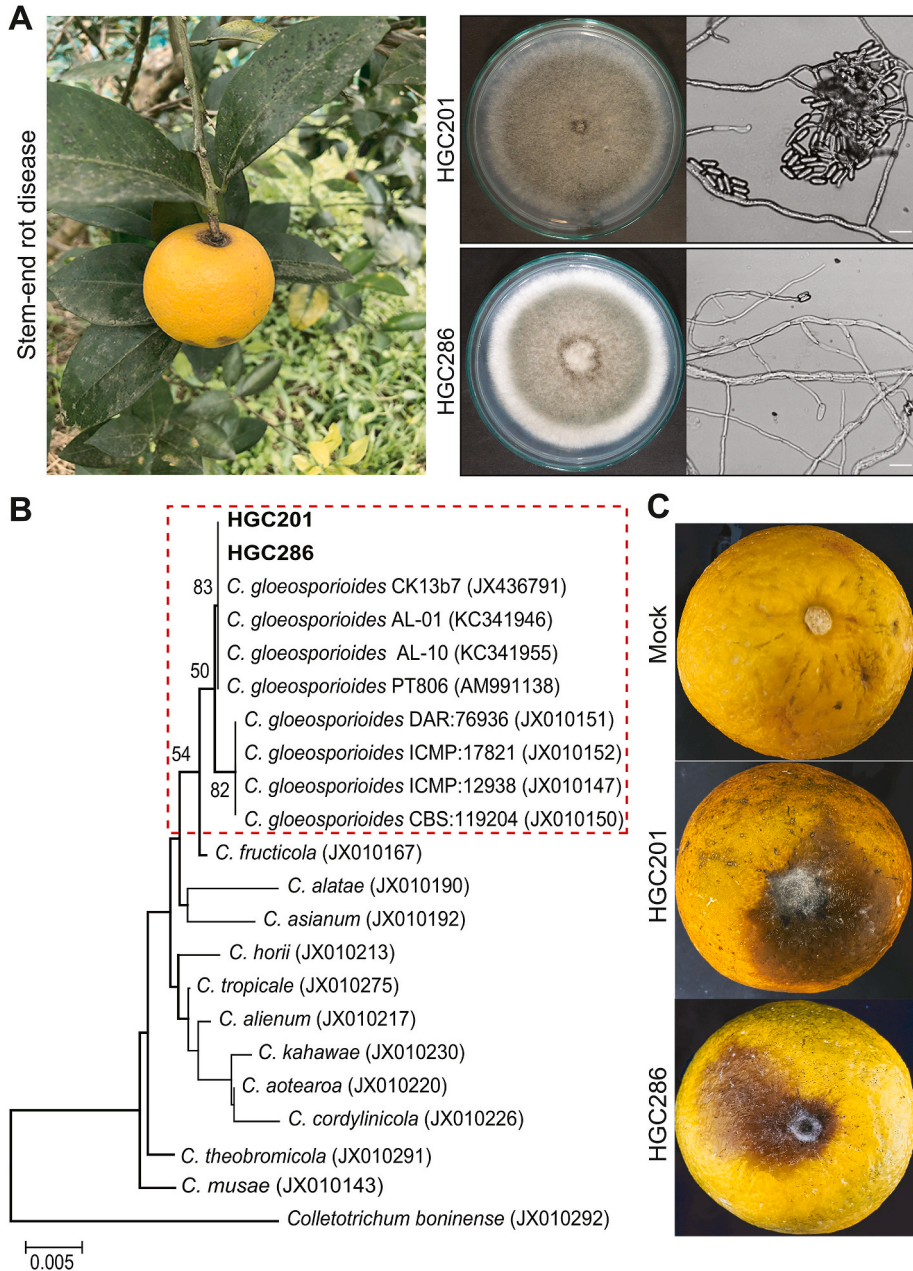 A
Stem-end rot disease
HGC201
HGC286
B
HGC201
HGC286
C. gloeosporioides CK13b7 (JX436791)
C. gloeosporioides AL-01 (KC341946)
C. gloeosporioides AL-10 (KC341955)
C. gloeosporioides PT806 (AM991138)
C. gloeosporioides DAR:76936 (JX010151)
C. gloeosporioides ICMP:17821 (JX010152)
C. gloeosporioides ICMP:12938 (JX010147)
C. gloeosporioides CBS:119204 (JX010150)
C. fructicola (JX010167)
C. alatae (JX010190)
C. asianum (JX010192)
C. horii (JX010213)
C. tropicale (JX010275)
C. alienum (JX010217)
C. kahawae (JX010230)
C. aotearoa (JX010220)
C. cordylinicola (JX010226)
C. theobromicola (JX010291)
C. musae (JX010143)
Colletotrichum boninense (JX010292)
83
50
54
82
0.005
C
Mock
HGC201
HGC286